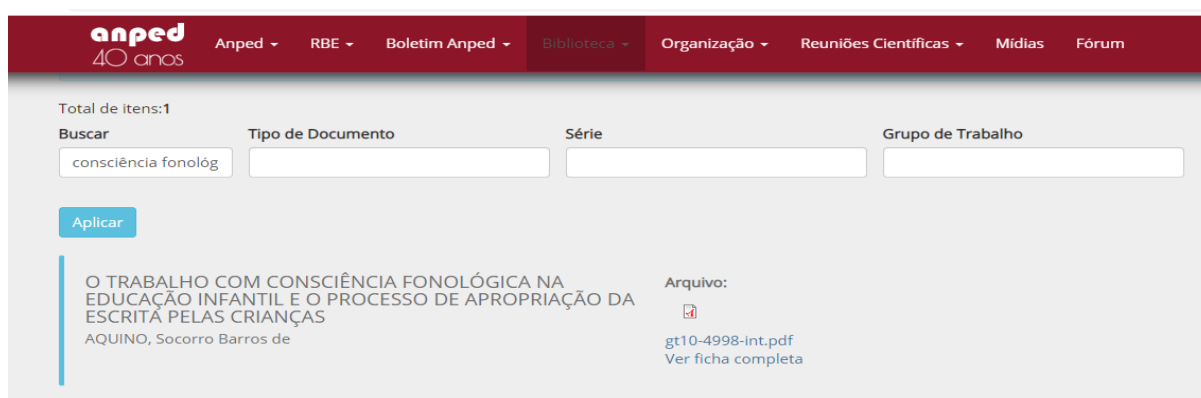 anped
40 anos
Anped RBE Boletim Anped Biblioteca Organização Reuniões Científicas Mídias Fórum
Total de itens:1
Buscar Tipo de Documento Série Grupo de Trabalho
consciência fonológ
Aplicar
O TRABALHO COM CONSCIÊNCIA FONOLÓGICA NA
EDUCAÇÃO INFANTIL E O PROCESSO DE APROPRIAÇÃO DA
ESCRITA PELAS CRIANÇAS
AQUINO, Socorro Barros de
Arquivo:
gt10-4998-int.pdf
Ver ficha completa